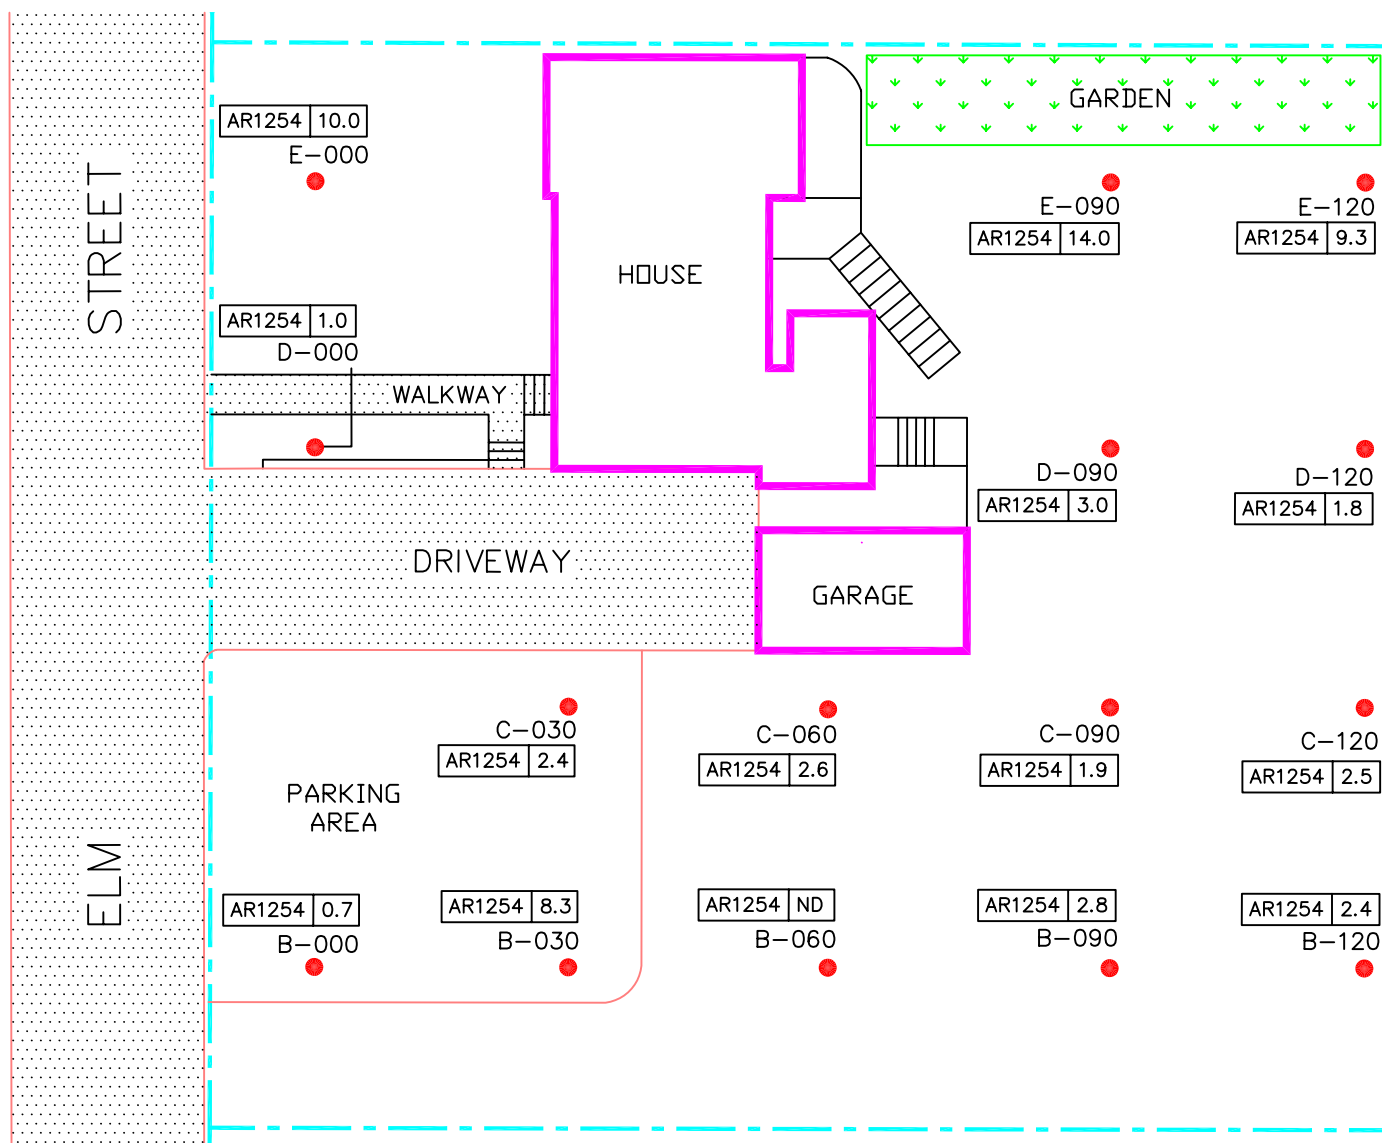 GARDEN
AR1254 10.0
E-000
E-090
AR1254 14.0
E-120
AR1254 9.3
STREET
HOUSE
AR1254 1.0
D-000
WALKWAY
D-090
AR1254 3.0
D-120
AR1254 1.8
DRIVEWAY
GARAGE
C-030
AR1254 2.4
C-060
AR1254 2.6
C-090
AR1254 1.9
C-120
AR1254 2.5
PARKING
AREA
ELM
AR1254 0.7
B-000
AR1254 8.3
B-030
AR1254 ND
B-060
AR1254 2.8
B-090
AR1254 2.4
B-120